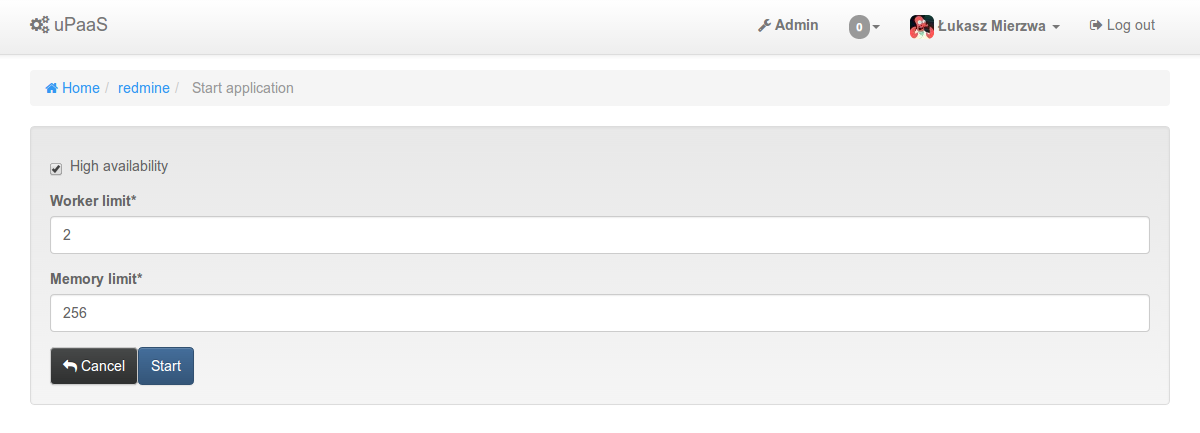 uPaaS Admin 0 Łukasz Mierzwa Log out
Home / redmine / Start application
High availability
Worker limit*
2
Memory limit*
256
Cancel Start